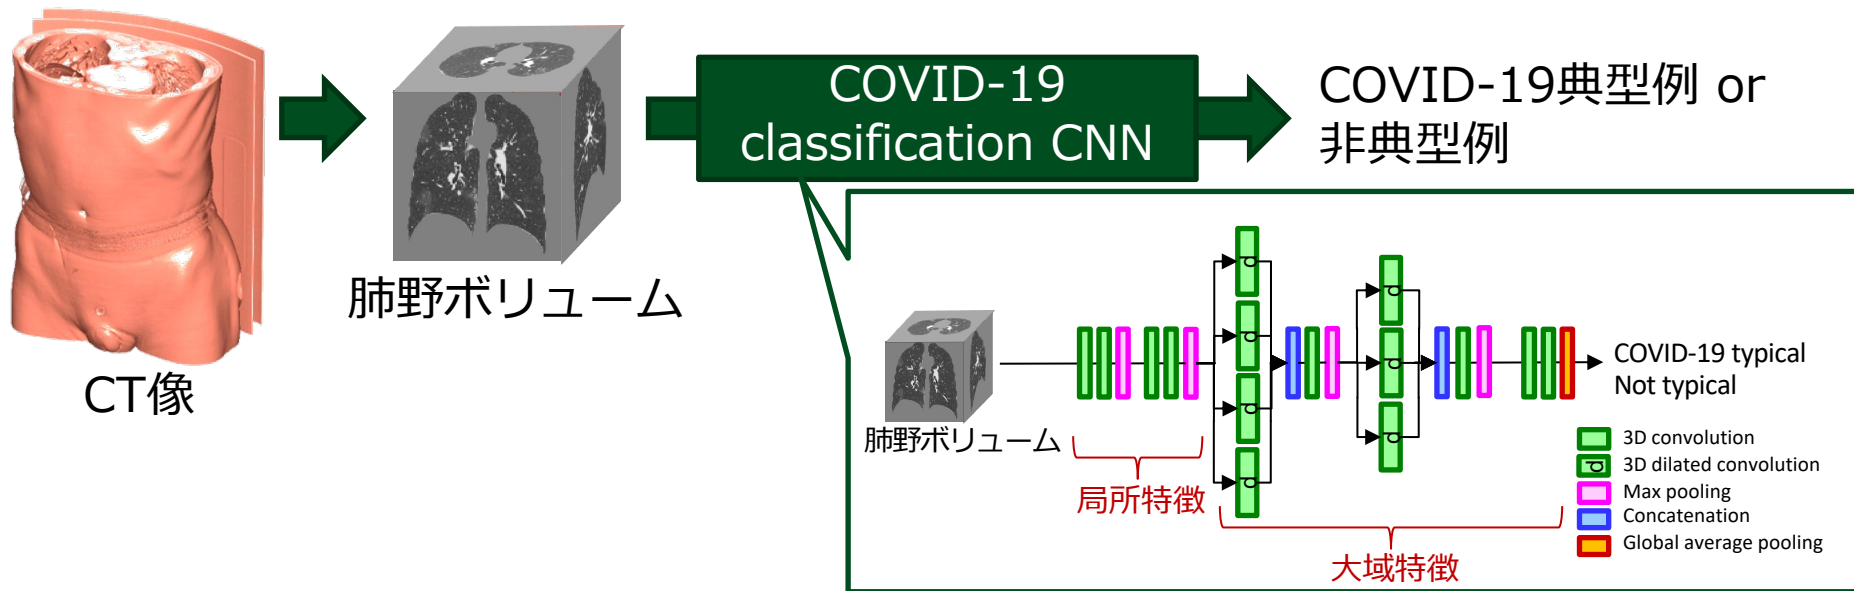 COVID-19
classification CNN
COVID-19典型例 or
非典型例
肺野ボリューム
CT像
d
d
d
d
d
d
d
肺野ボリューム
COVID-19 typical
Not typical
局所特徴
大域特徴
3D convolution
d
3D dilated convolution
Max pooling
Concatenation
Global average pooling